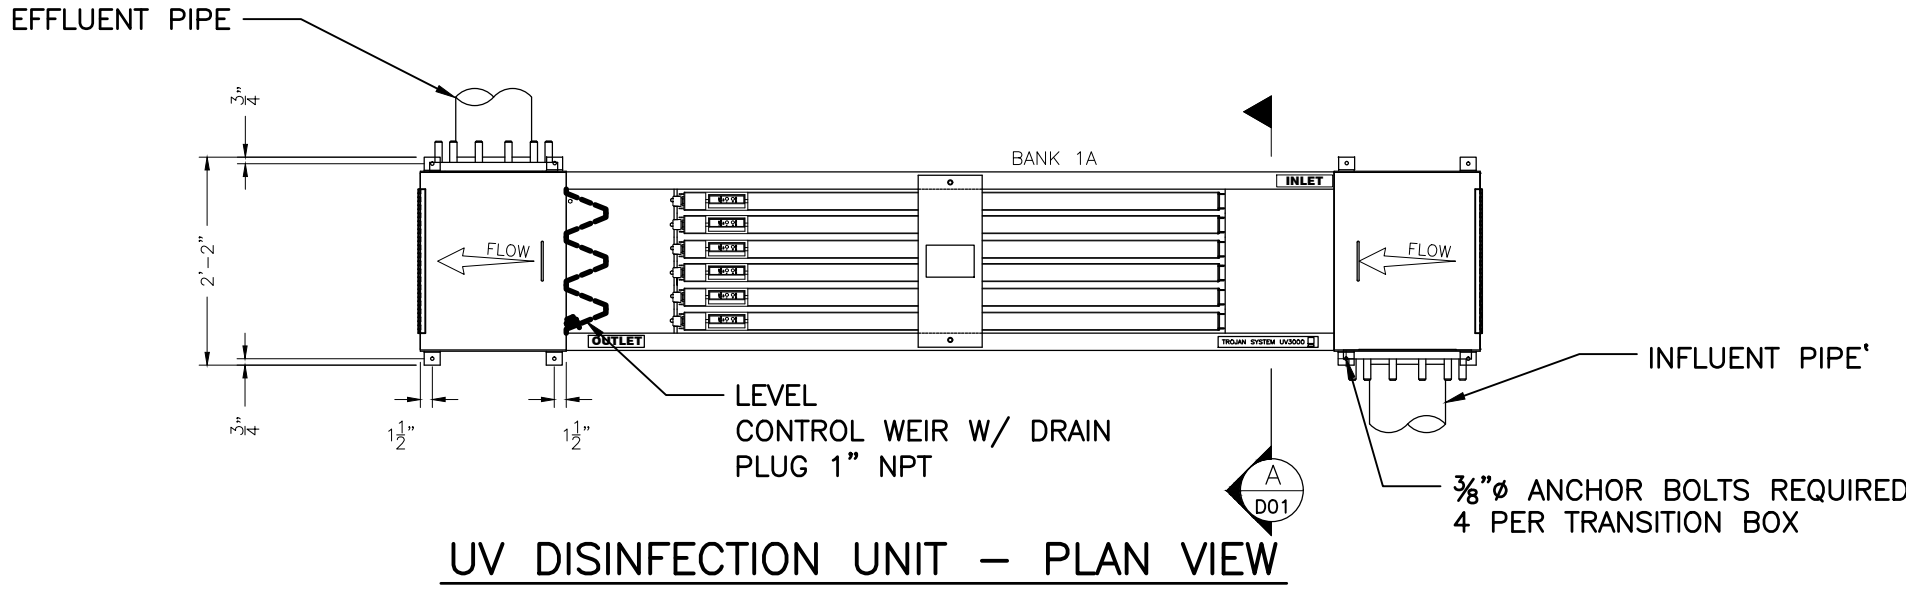 EFFLUENT PIPE
3/4"
BANK 1A
INLET
2'-2"
FLOW
FLOW
OUTLET
TROJAN SYSTEM UV3000
INFLUENT PIPE'
3/4"
1 1/2"
1 1/2"
LEVEL
CONTROL WEIR W/ DRAIN
PLUG 1" NPT
A
D01
3/8"ø ANCHOR BOLTS REQUIRED
4 PER TRANSITION BOX
UV DISINFECTION UNIT - PLAN VIEW